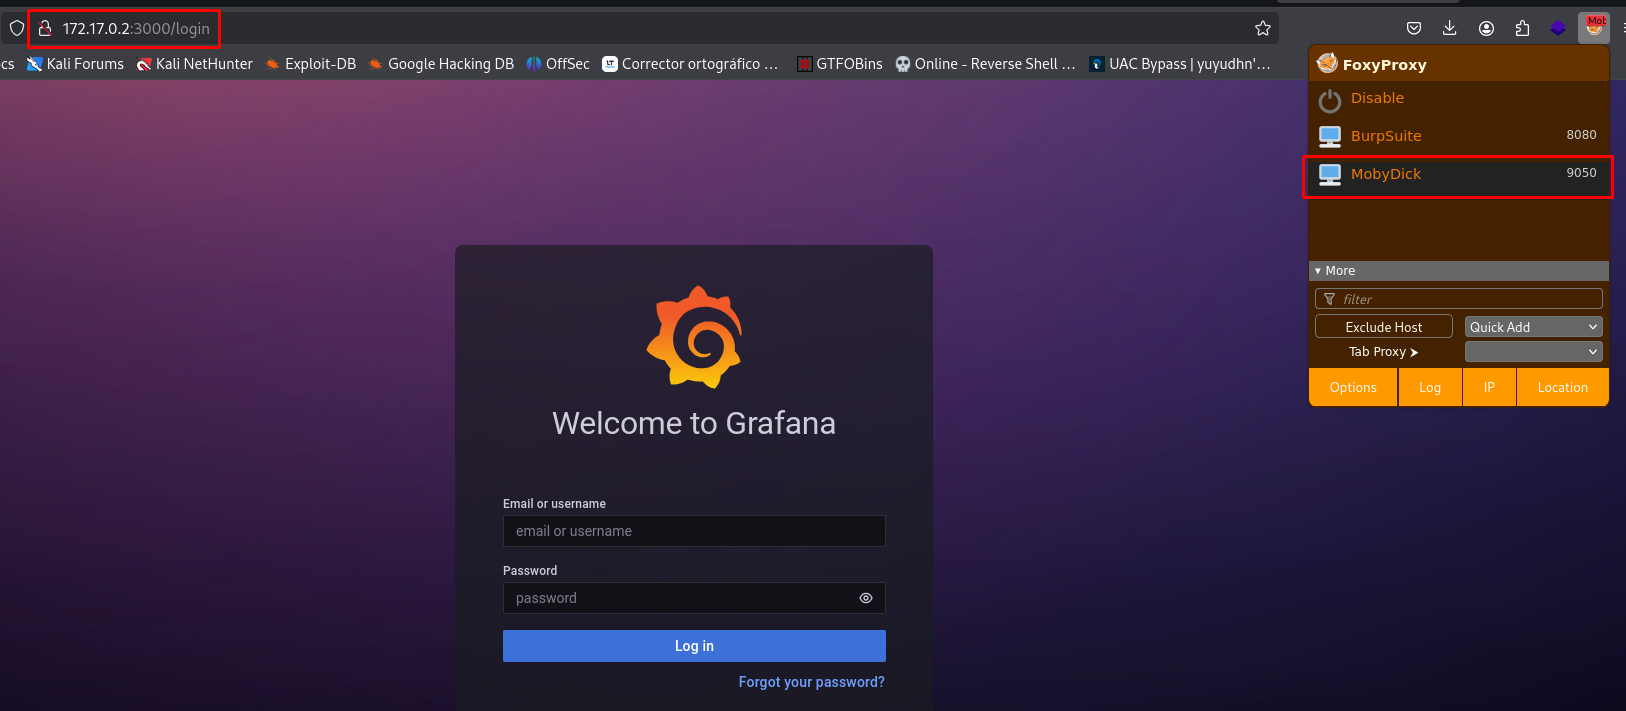 172.17.0.2:3000/login
Mob
cs Kali Forums Kali NetHunter Exploit-DB Google Hacking DB OffSec LT Corrector ortográfico ... GTFOBins Online - Reverse Shell ... UAC Bypass | yuyudhn'...
FoxyProxy
Disable
BurpSuite 8080
MobyDick 9050
▾ More
filter
Exclude Host Quick Add
Tab Proxy ➤
Options Log IP Location
Welcome to Grafana
Email or username
email or username
Password
password
Log in
Forgot your password?